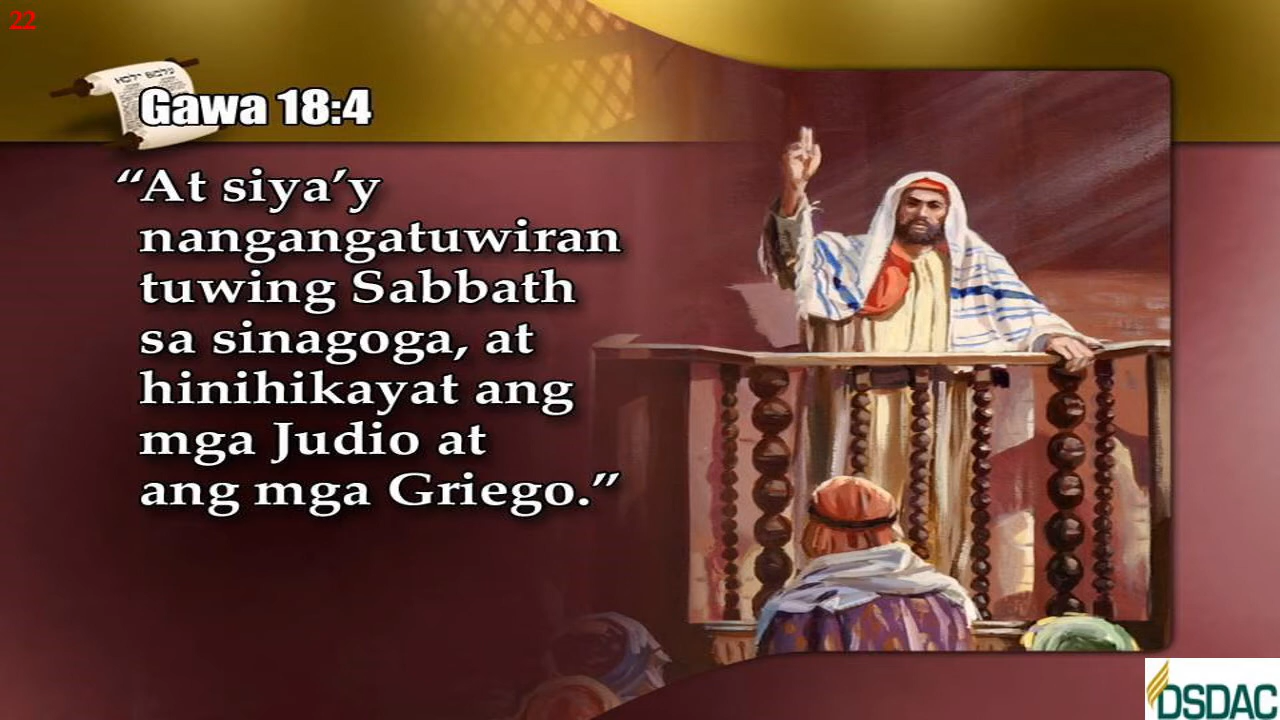 22
Gawa 18:4
“At siya’y
nangangatuwiran
tuwing Sabbath
sa sinagoga, at
hinihikayat ang
mga Judio at
ang mga Griego.”
DSDAC